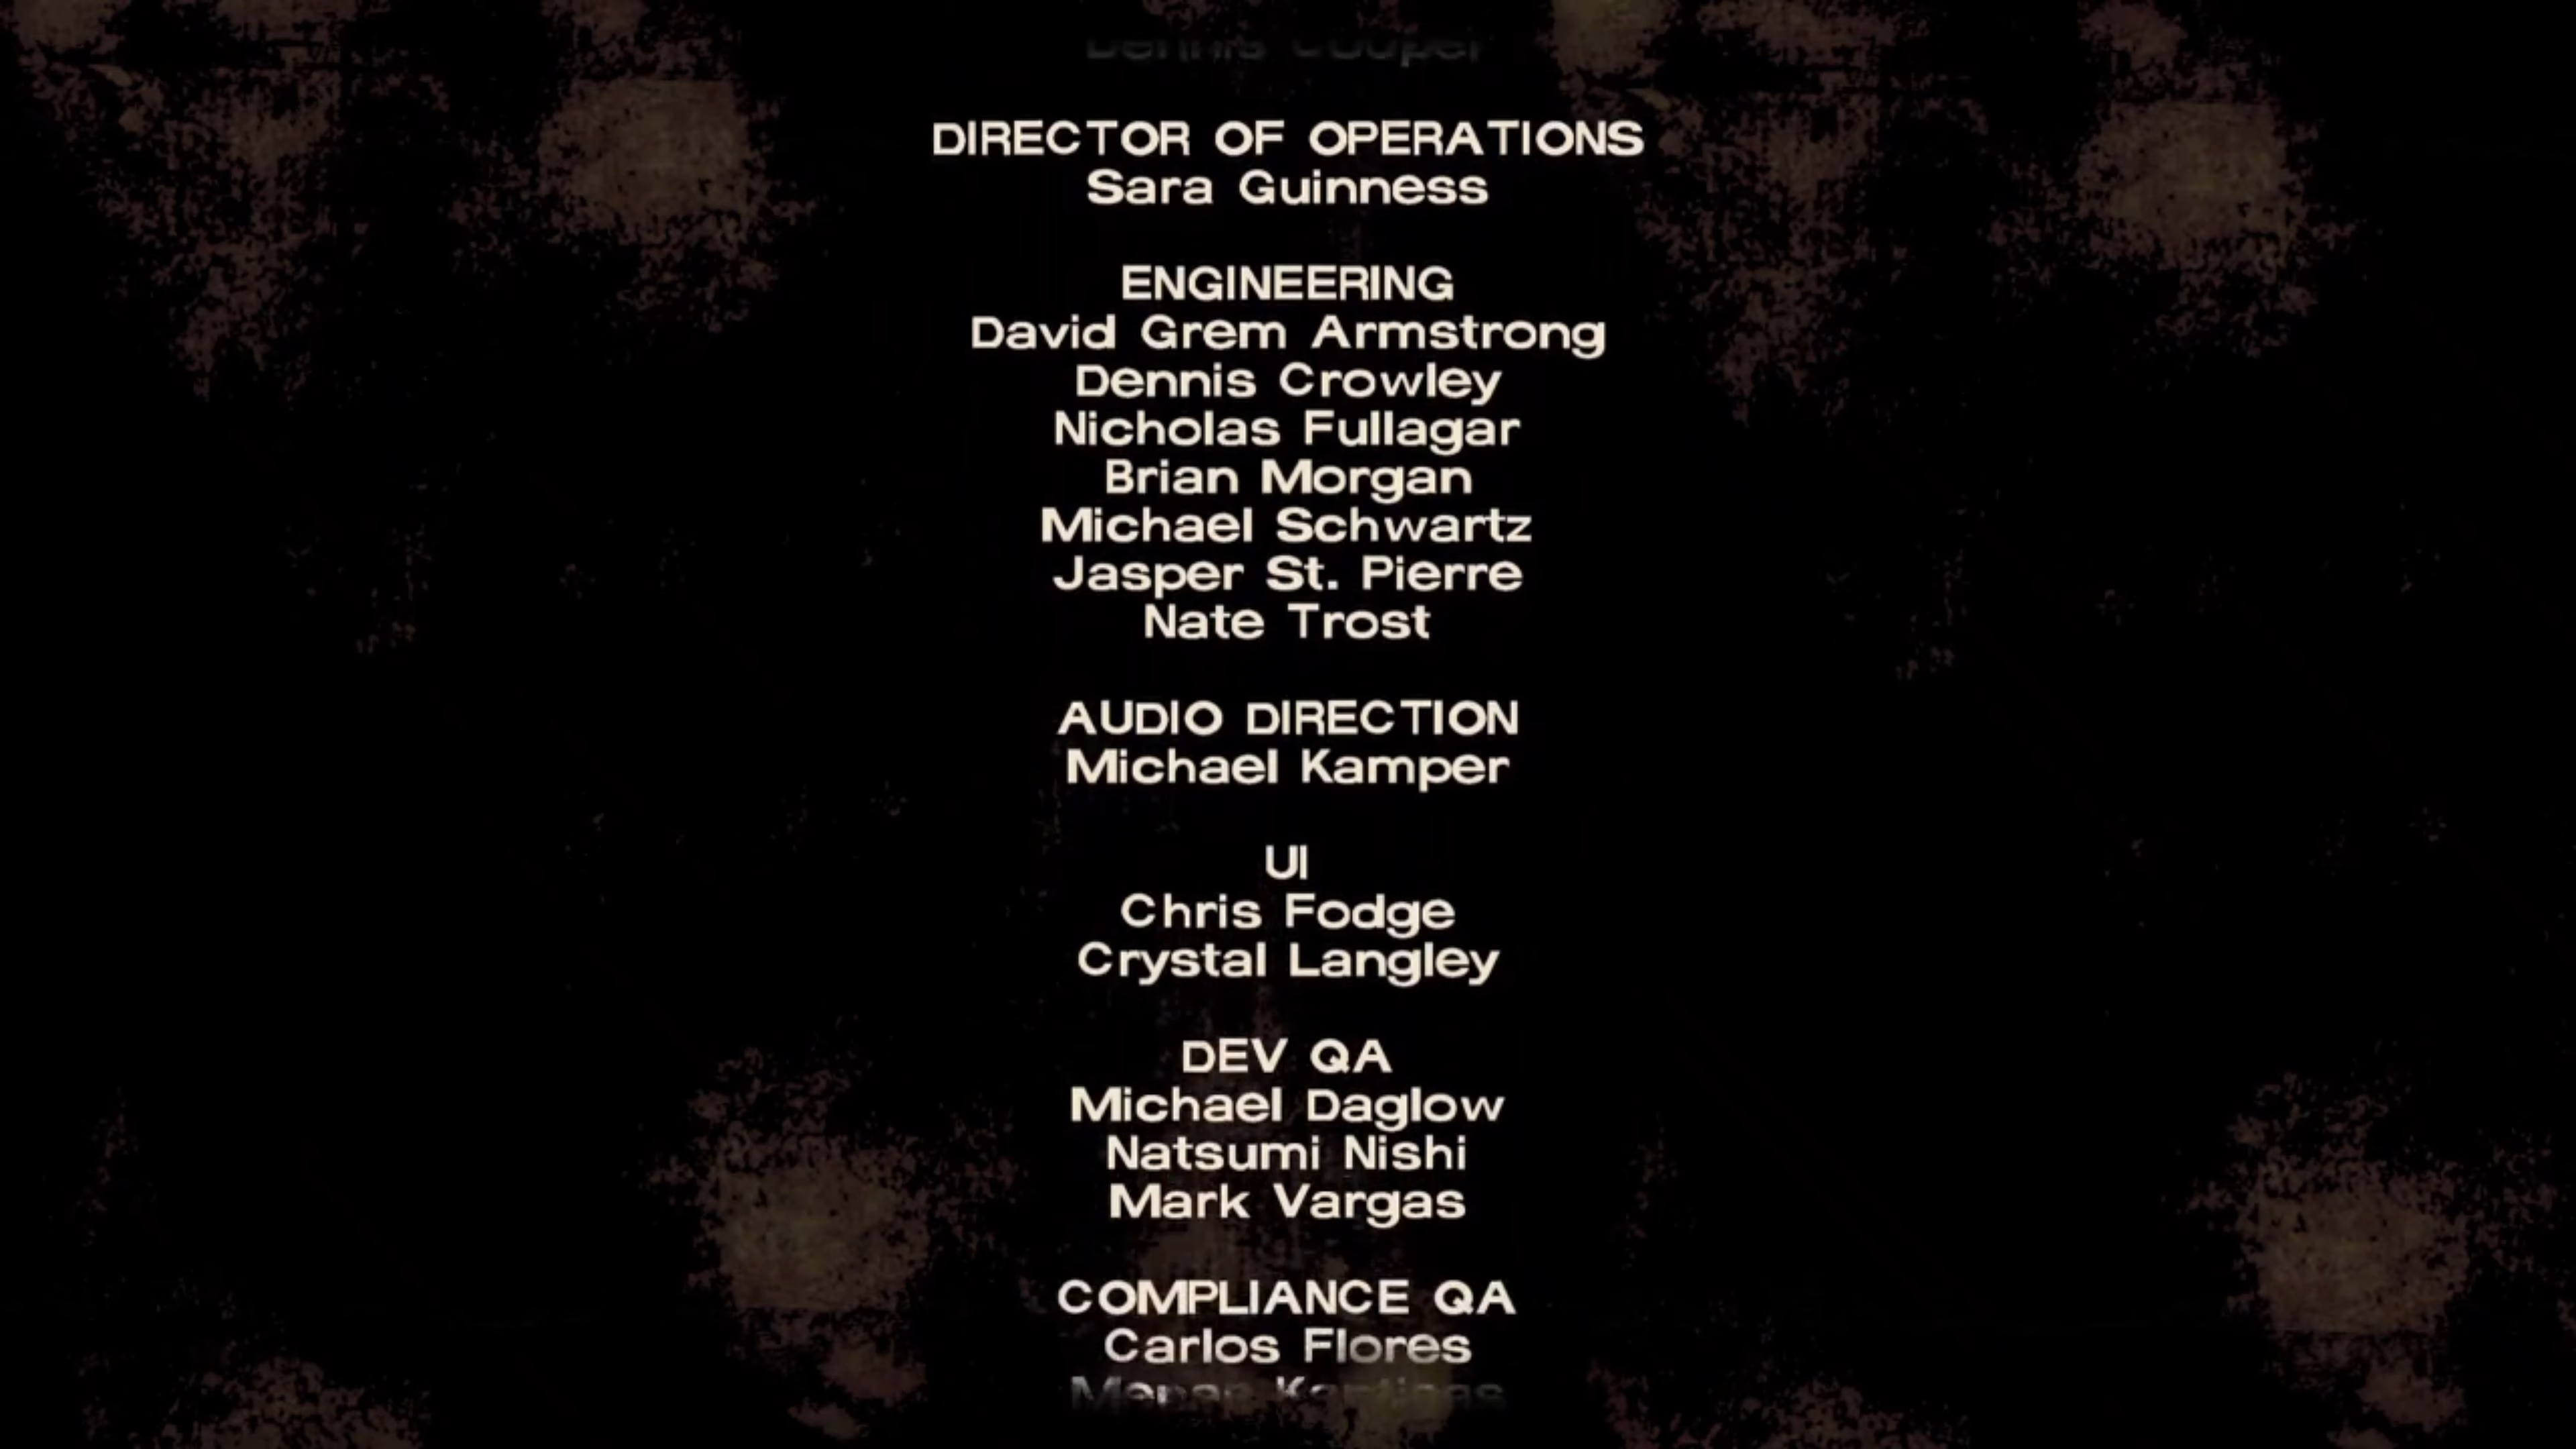 Dennis Cooper
DIRECTOR OF OPERATIONS
Sara Guinness
ENGINEERING
David Grem Armstrong
Dennis Crowley
Nicholas Fullagar
Brian Morgan
Michael Schwartz
Jasper St. Pierre
Nate Trost
AUDIO DIRECTION
Michael Kamper
UI
Chris Fodge
Crystal Langley
DEV QA
Michael Daglow
Natsumi Nishi
Mark Vargas
COMPLIANCE QA
Carlos Flores